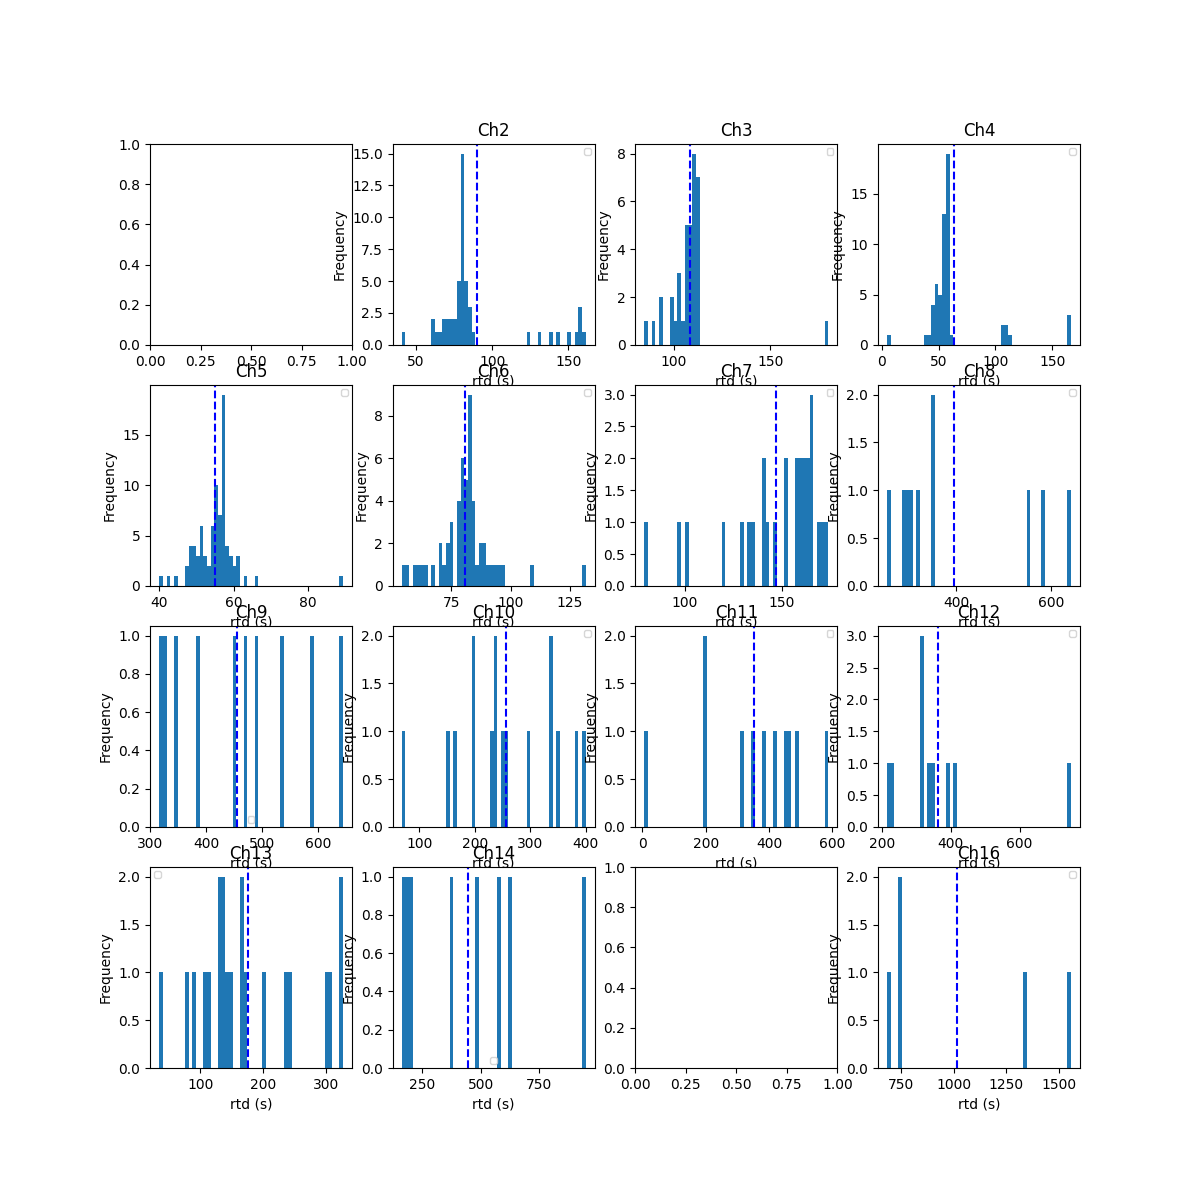 Ch2 Ch3 Ch4
1.0
0.8
0.6
0.4
0.2
0.0
0.00 0.25 0.50 0.75 1.00
Frequency
15.0
12.5
10.0
7.5
5.0
2.5
0.0
50 100 150
rtd (s)
Frequency
8
6
4
2
0
100 150
rtd (s)
Frequency
15
10
5
0
0 50 100 150
rtd (s)
Ch5 Ch6 Ch7 Ch8
Frequency
15
10
5
0
40 60 80
rtd (s)
Frequency
8
6
4
2
0
75 100 125
rtd (s)
Frequency
3.0
2.5
2.0
1.5
1.0
0.5
0.0
100 150
rtd (s)
Frequency
2.0
1.5
1.0
0.5
0.0
400 600
rtd (s)
Ch9 Ch10 Ch11 Ch12
Frequency
1.0
0.8
0.6
0.4
0.2
0.0
300 400 500 600
rtd (s)
Frequency
2.0
1.5
1.0
0.5
0.0
100 200 300 400
rtd (s)
Frequency
2.0
1.5
1.0
0.5
0.0
0 200 400 600
rtd (s)
Frequency
3.0
2.5
2.0
1.5
1.0
0.5
0.0
200 400 600
rtd (s)
Ch13 Ch14 Ch16
Frequency
2.0
1.5
1.0
0.5
0.0
100 200 300
rtd (s)
Frequency
1.0
0.8
0.6
0.4
0.2
0.0
250 500 750
rtd (s)
1.0
0.8
0.6
0.4
0.2
0.0
0.00 0.25 0.50 0.75 1.00
Frequency
2.0
1.5
1.0
0.5
0.0
750 1000 1250 1500
rtd (s)